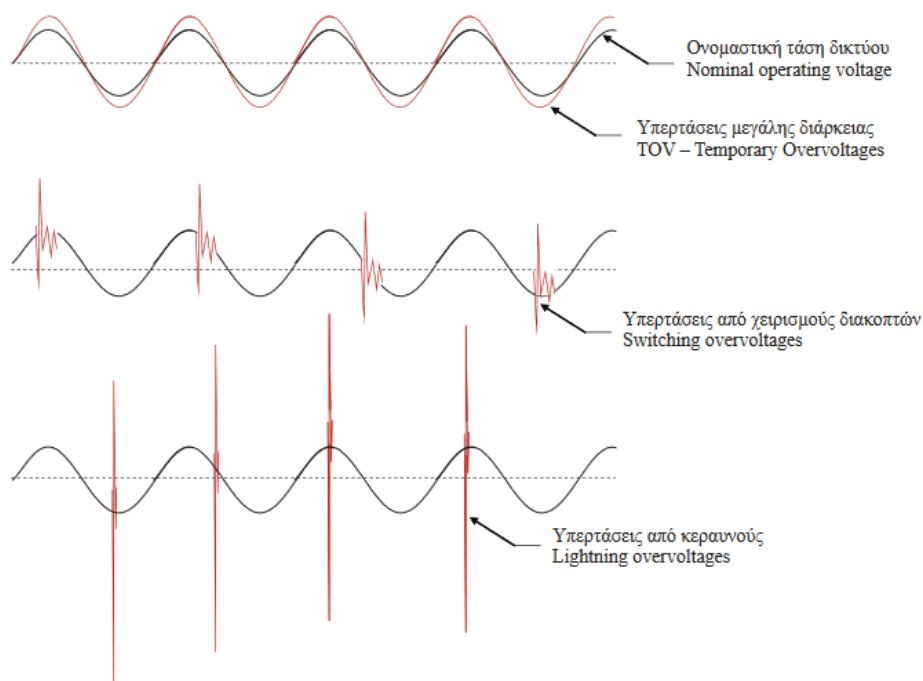 Ονομαστική τάση δικτύου
Nominal operating voltage
Υπερτάσεις μεγάλης διάρκειας
TOV – Temporary Overvoltages
Υπερτάσεις από χειρισμούς διακοπτών
Switching overvoltages
Υπερτάσεις από κεραυνούς
Lightning overvoltages